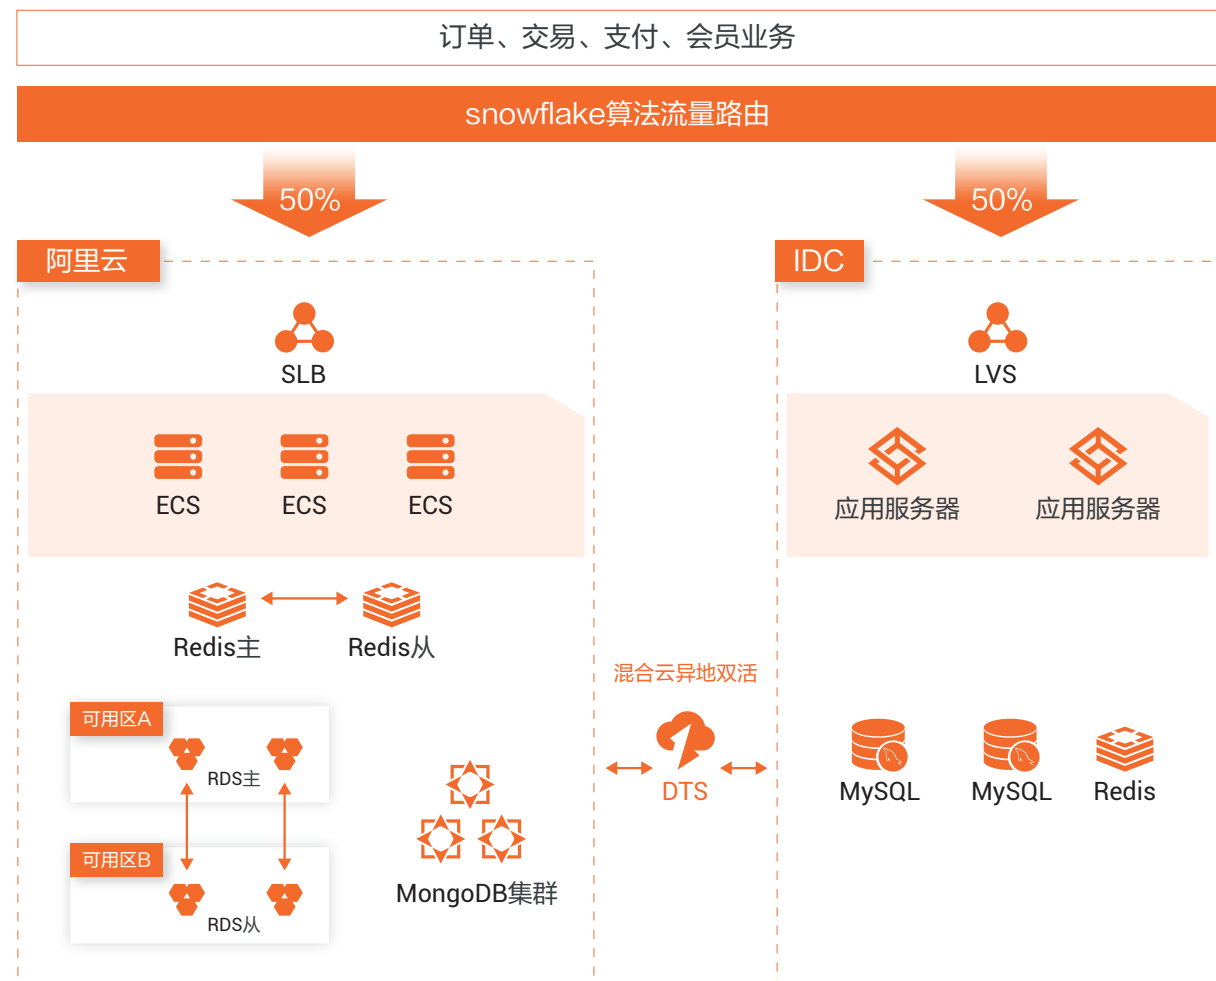 订单、交易、支付、会员业务
snowflake算法流量路由
50%
50%
阿里云
IDC
SLB
LVS
ECS
ECS
ECS
应用服务器
应用服务器
Redis主
Redis从
混合云异地双活
可用区A
RDS主
DTS
MySQL
MySQL
Redis
可用区B
RDS从
MongoDB集群